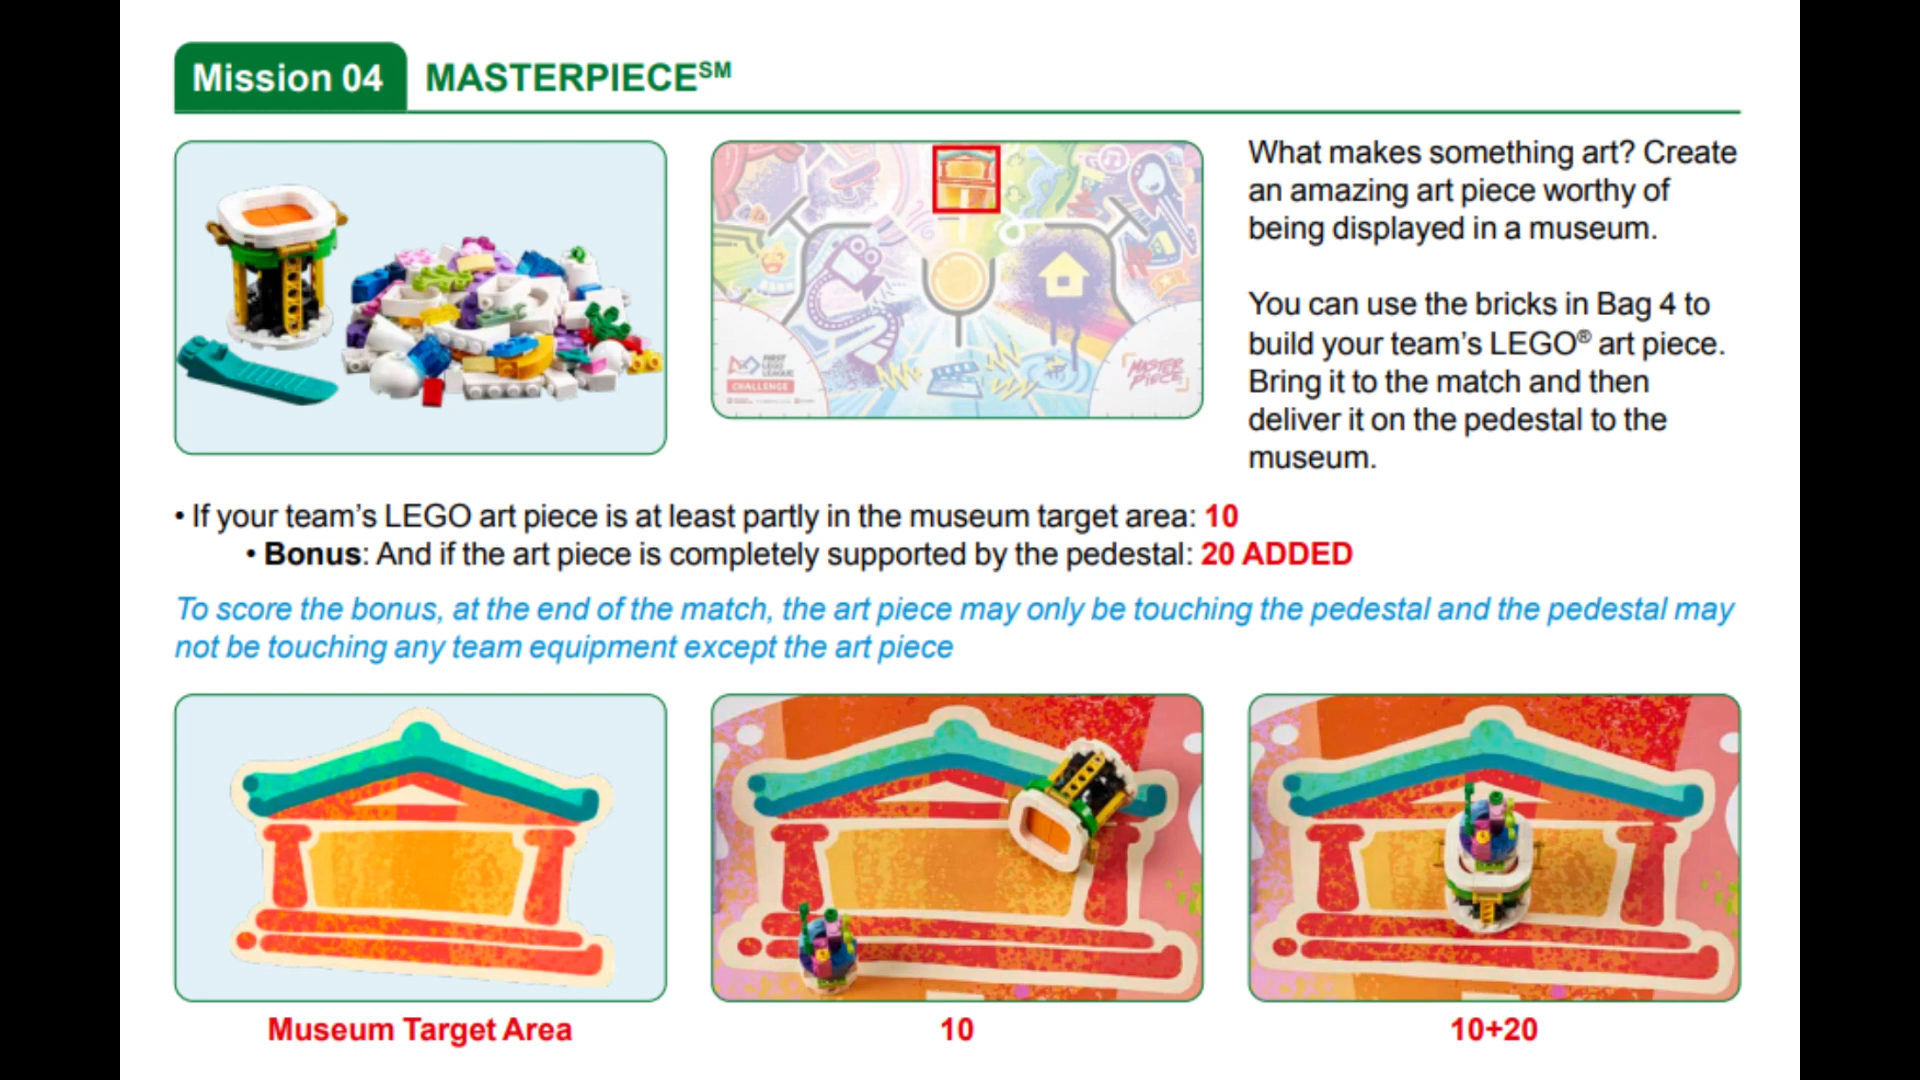 Mission 04 MASTERPIECE℠
What makes something art? Create
an amazing art piece worthy of
being displayed in a museum.
You can use the bricks in Bag 4 to
build your team's LEGO® art piece.
Bring it to the match and then
deliver it on the pedestal to the
museum.
FIRST
LEGO
LEAGUE
CHALLENGE
MASTER
PIECE
• If your team's LEGO art piece is at least partly in the museum target area: 10
• Bonus: And if the art piece is completely supported by the pedestal: 20 ADDED
To score the bonus, at the end of the match, the art piece may only be touching the pedestal and the pedestal may
not be touching any team equipment except the art piece
Museum Target Area
10
10+20